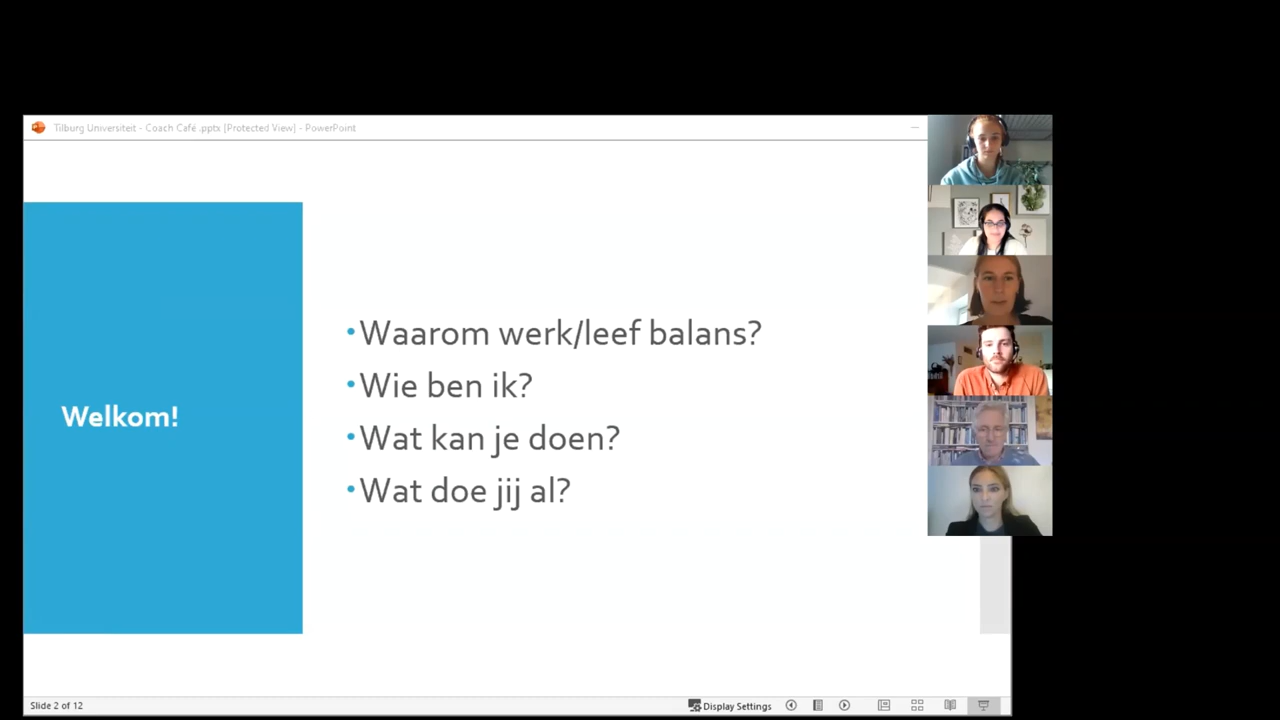 Tilburg Universiteit - Coach Café .pptx [Protected View] - PowerPoint
Welkom!
•Waarom werk/leef balans?
•Wie ben ik?
•Wat kan je doen?
•Wat doe jij al?
Slide 2 of 12
Display Settings